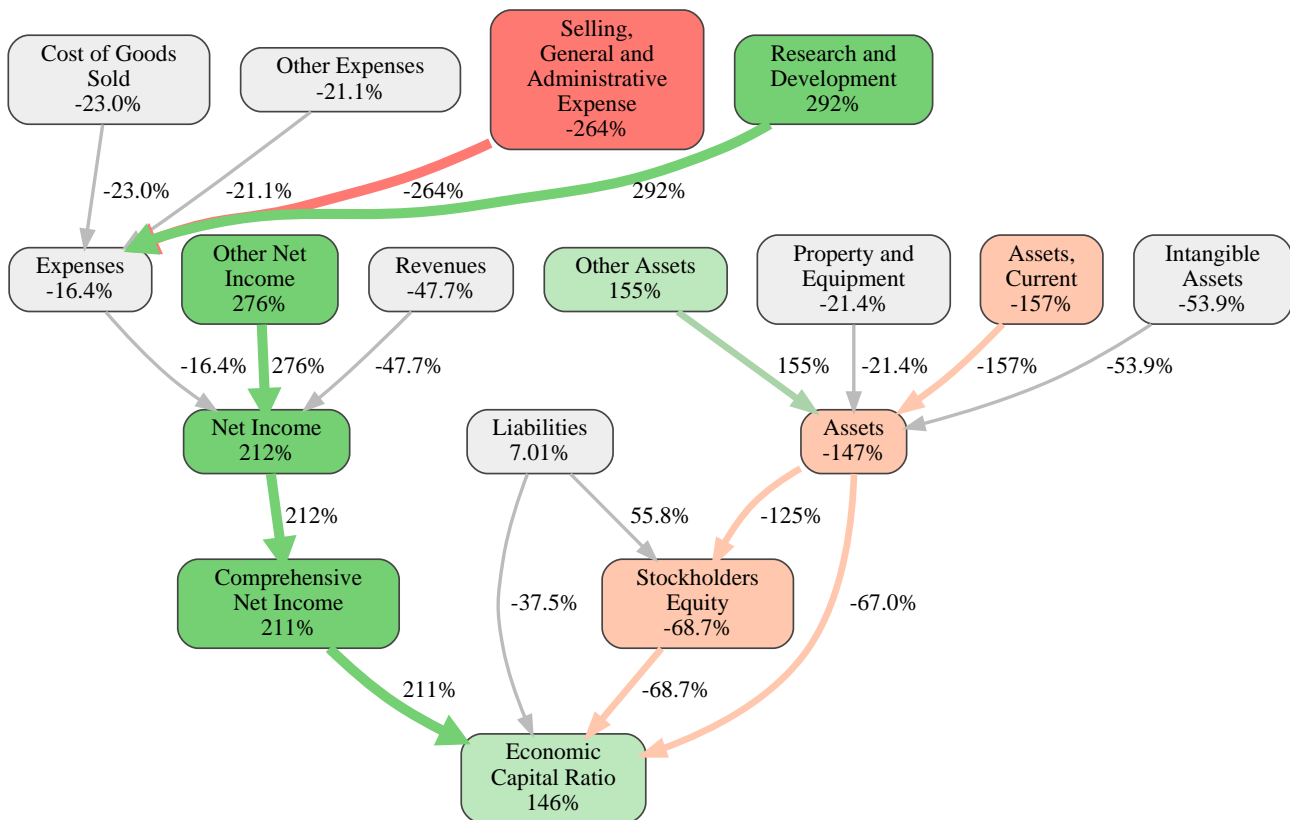 Cost of Goods
Sold
-23.0%
Other Expenses
-21.1%
Selling,
General and
Administrative
Expense
-264%
Research and
Development
292%
-23.0%
-21.1%
-264%
292%
Expenses
-16.4%
Other Net
Income
276%
Revenues
-47.7%
Other Assets
155%
Property and
Equipment
-21.4%
Assets,
Current
-157%
Intangible
Assets
-53.9%
-16.4%
276%
-47.7%
155%
-21.4%
-157%
-53.9%
Net Income
212%
Liabilities
7.01%
Assets
-147%
212%
55.8%
-125%
Comprehensive
Net Income
211%
-37.5%
Stockholders
Equity
-68.7%
-67.0%
211%
-68.7%
Economic
Capital Ratio
146%